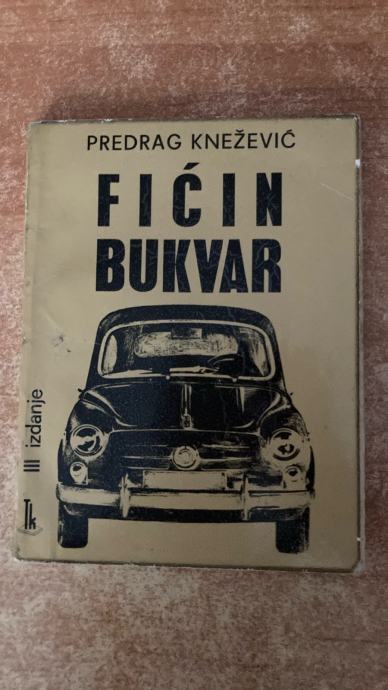 PREDRAG KNEŽEVIĆ
FIĆIN
BUKVAR
III izdanje
Tk